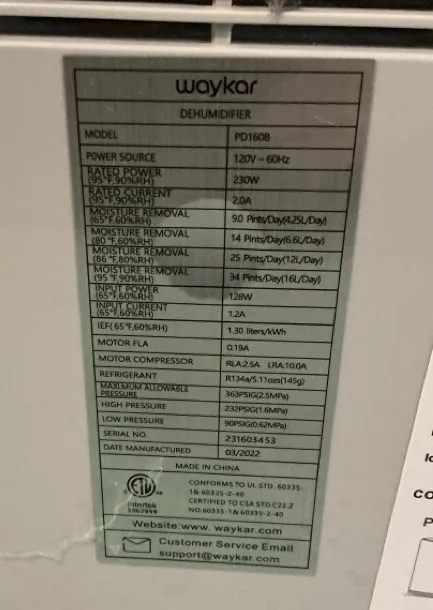 waykar
DEHUMIDIFIER
MODEL PD160B
POWER SOURCE 120V ~ 60Hz
RATED POWER
(95°F,90%RH) 230W
RATED CURRENT
(95°F,90%RH) 2.0A
MOISTURE REMOVAL
(65°F,60%RH) 9.0 Pints/Day(4.25L/Day)
MOISTURE REMOVAL
(80 °F,60%RH) 14 Pints/Day(6.6L/Day)
MOISTURE REMOVAL
(86 °F,80%RH) 25 Pints/Day(12L/Day)
MOISTURE REMOVAL
(95 °F,90%RH) 34 Pints/Day(16L/Day)
INPUT POWER
(65°F,60%RH) 128W
INPUT CURRENT
(65°F,60%RH) 1.2A
IEF( 65°F,60%RH) 1.30 liters/kWh
MOTOR FLA 0.19A
MOTOR COMPRESSOR RLA:2.5A LRA:10.0A
REFRIGERANT R134a/5.11ozs(145g)
MAXLMUM ALLOWABLE
PRESSURE 363PSIG(2.5MPa)
HIGH PRESSURE 232PSIG(1.6MPa)
LOW PRESSURE 90PSIG(0.62MPa)
SERIAL NO. 231603453
DATE MANUFACTURED 03/2022
MADE IN CHINA
ETL
Intertek
CONFORMS TO UL STD. 60335-
1& 60335-2-40
CERTIFIED TO CSA STD.C22.2
NO.60335-1& 60335-2-40
Website:www. waykar.com
Customer Service Email
support@waykar.com